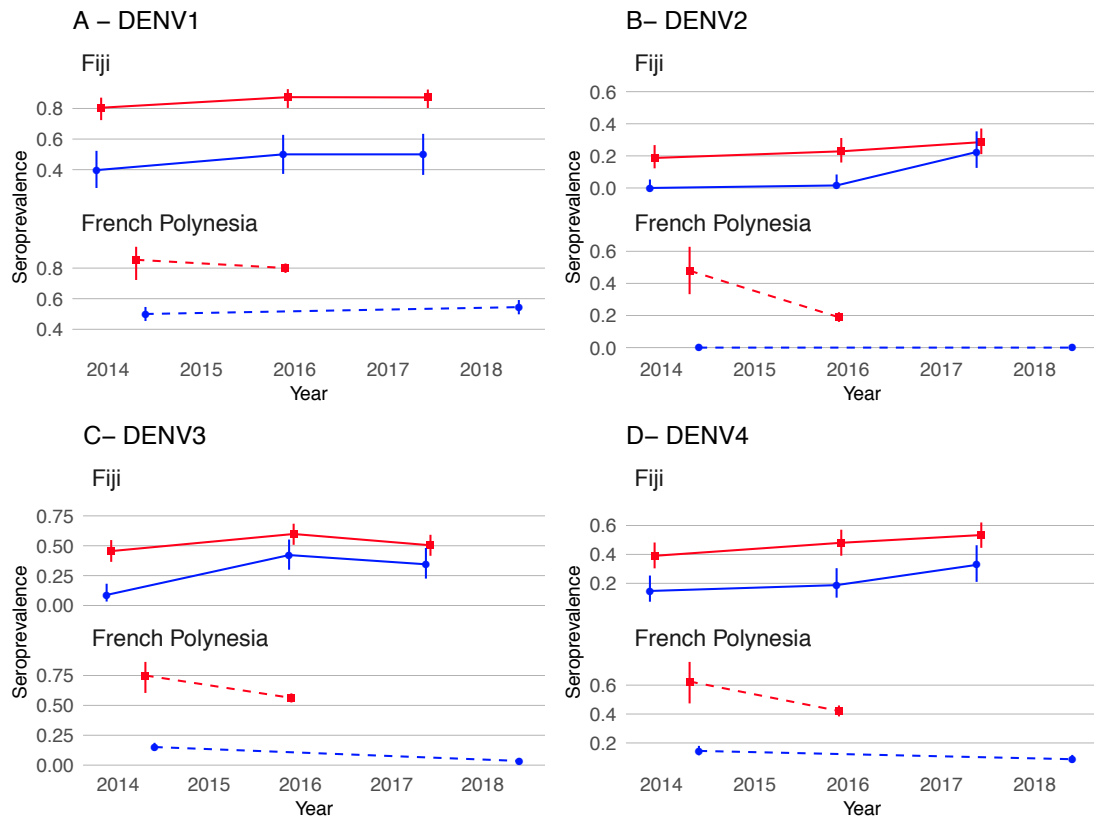 A – DENV1
Fiji
0.8
0.6
0.4
Seroprevalence
French Polynesia
0.8
0.6
0.4
2014 2015 2016 2017 2018
Year
B– DENV2
Fiji
0.6
0.4
0.2
0.0
Seroprevalence
French Polynesia
0.6
0.4
0.2
0.0
2014 2015 2016 2017 2018
Year
C– DENV3
Fiji
0.75
0.50
0.25
0.00
Seroprevalence
French Polynesia
0.75
0.50
0.25
0.00
2014 2015 2016 2017 2018
Year
D– DENV4
Fiji
0.6
0.4
0.2
Seroprevalence
French Polynesia
0.6
0.4
0.2
2014 2015 2016 2017 2018
Year